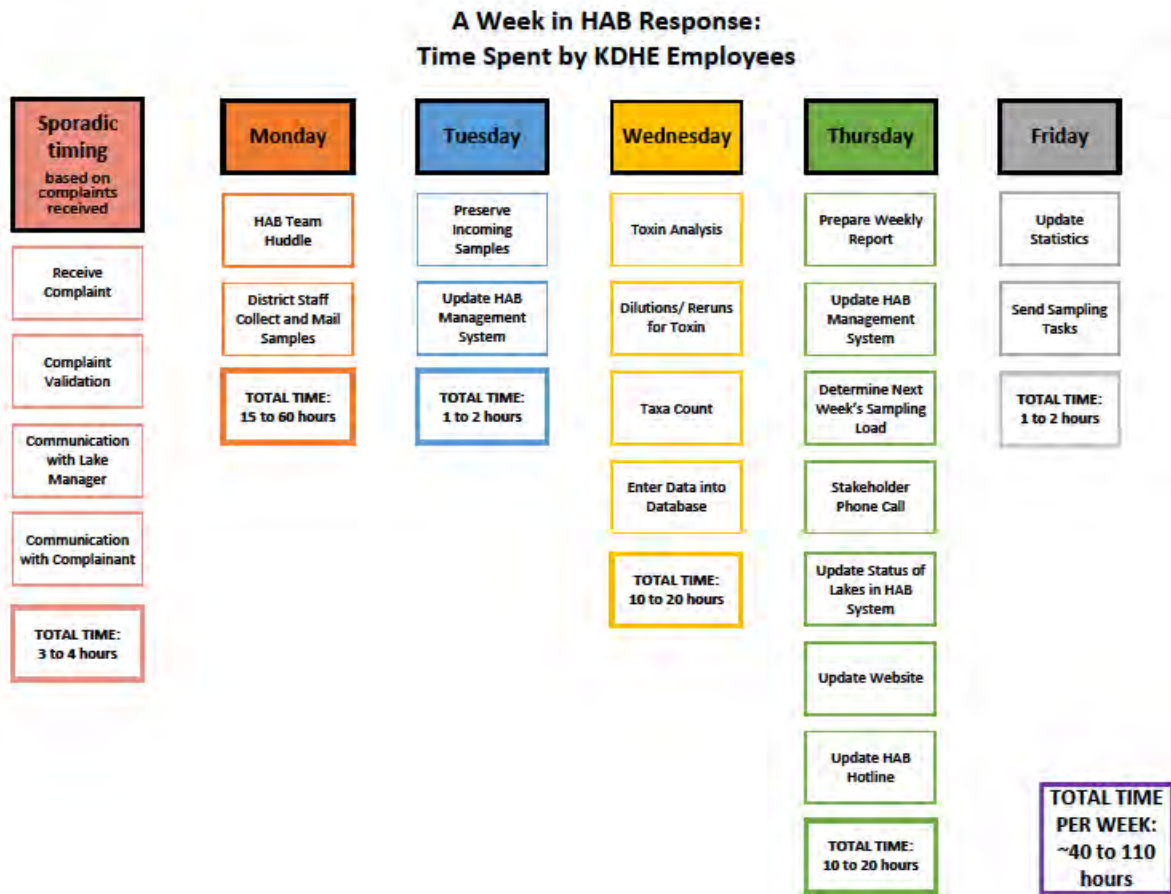 A Week in HAB Response:
Time Spent by KDHE Employees
Sporadic
timing
based on
complaints
received
Receive
Complaint
Complaint
Validation
Communication
with Lake
Manager
Communication
with Complainant
TOTAL TIME:
3 to 4 hours
Monday
HAB Team
Huddle
District Staff
Collect and Mail
Samples
TOTAL TIME:
15 to 60 hours
Tuesday
Preserve
Incoming
Samples
Update HAB
Management
System
TOTAL TIME:
1 to 2 hours
Wednesday
Toxin Analysis
Dilutions/ Reruns
for Toxin
Taxa Count
Enter Data into
Database
TOTAL TIME:
10 to 20 hours
Thursday
Prepare Weekly
Report
Update HAB
Management
System
Determine Next
Week's Sampling
Load
Stakeholder
Phone Call
Update Status of
Lakes in HAB
System
Update Website
Update HAB
Hotline
TOTAL TIME:
10 to 20 hours
Friday
Update
Statistics
Send Sampling
Tasks
TOTAL TIME:
1 to 2 hours
TOTAL TIME
PER WEEK:
~40 to 110
hours